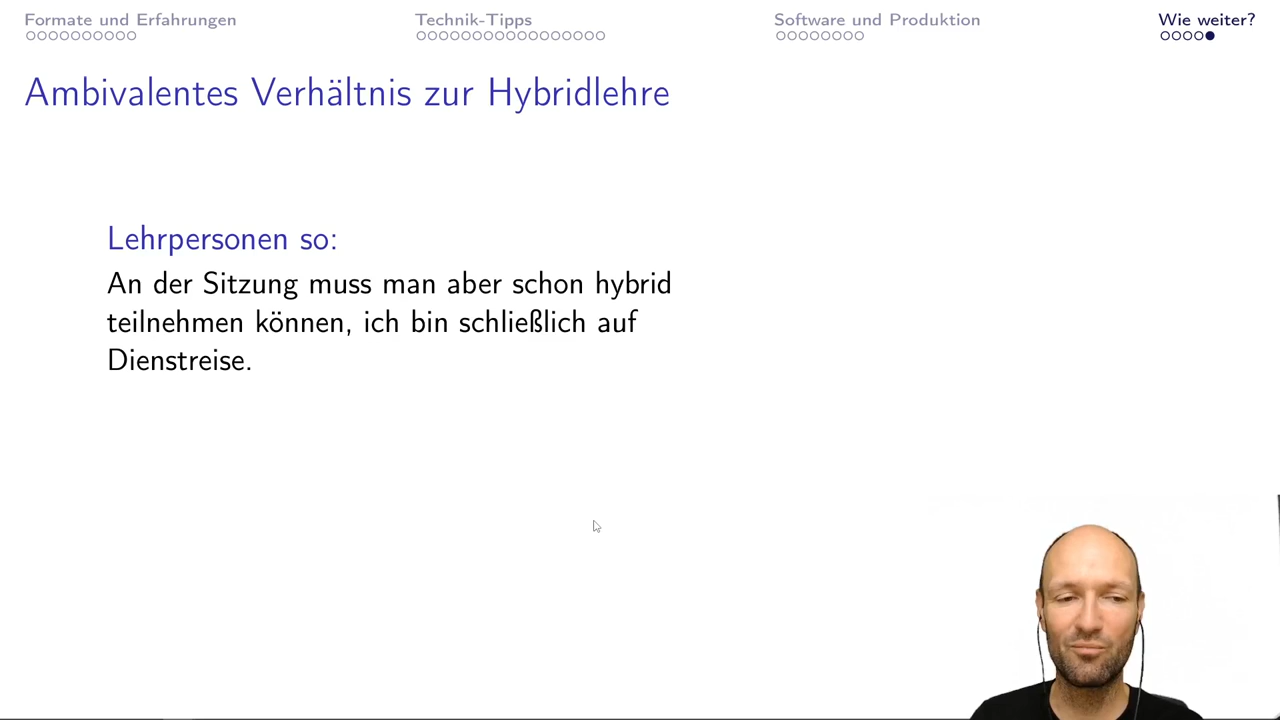 Formate und Erfahrungen
Technik-Tipps
Software und Produktion
Wie weiter?
Ambivalentes Verhältnis zur Hybridlehre
Lehrpersonen so:
An der Sitzung muss man aber schon hybrid
teilnehmen können, ich bin schließlich auf
Dienstreise.